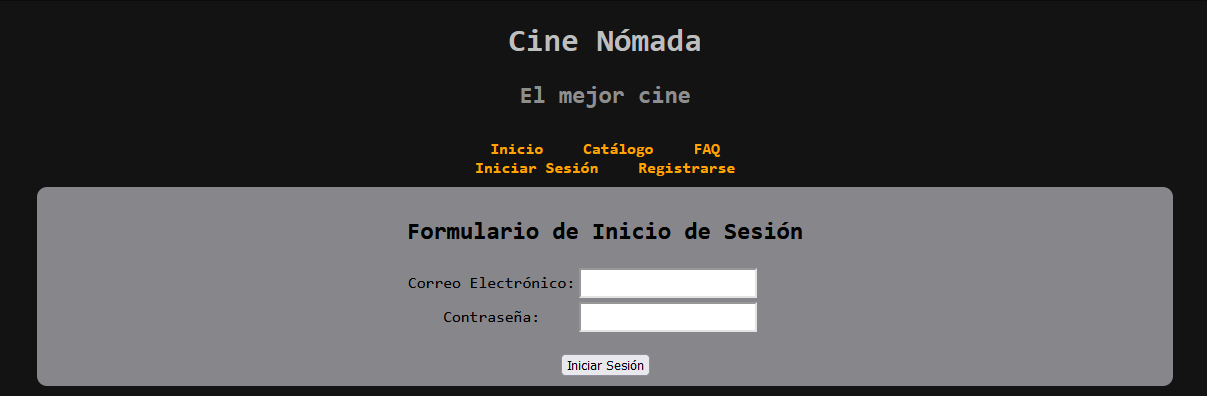 Cine Nómada
El mejor cine
Inicio Catálogo FAQ
Iniciar Sesión Registrarse
Formulario de Inicio de Sesión
Correo Electrónico:
Contraseña:
Iniciar Sesión